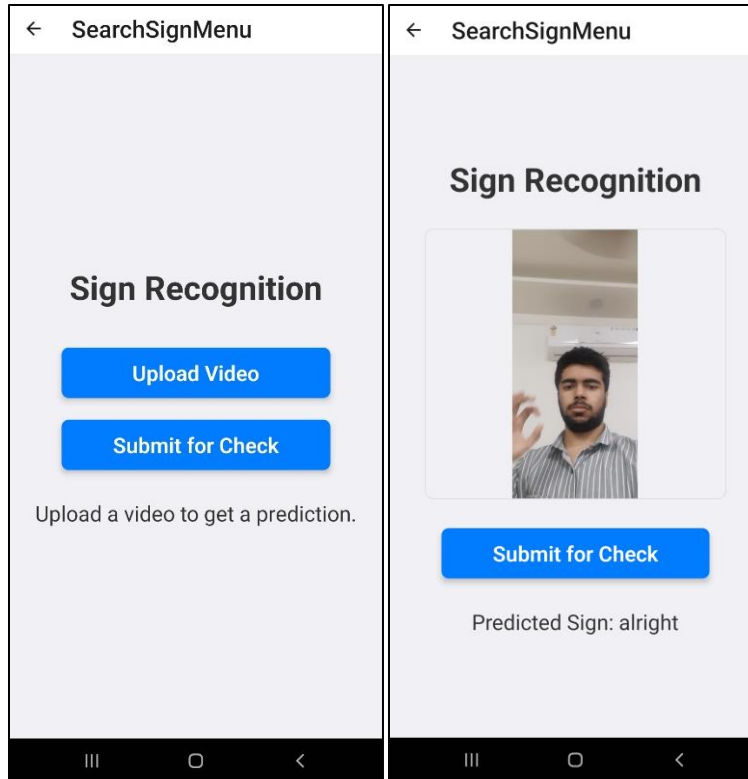 SearchSignMenu
Sign Recognition
Upload Video
Submit for Check
Upload a video to get a prediction.
SearchSignMenu
Sign Recognition
Submit for Check
Predicted Sign: alright